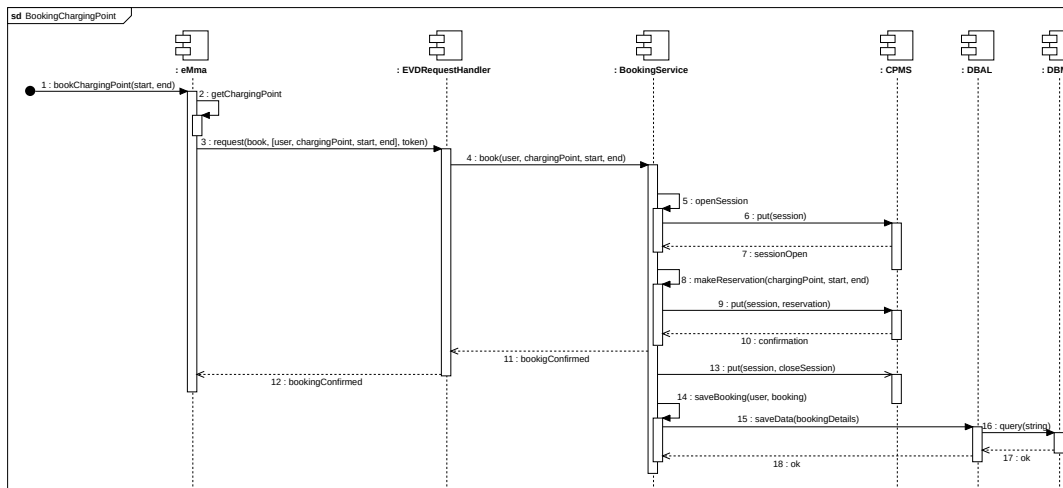 sd BookingChargingPoint
: eMma
: EVDRequestHandler
: BookingService
: CPMS
: DBAL
1 : bookChargingPoint(start, end)
2 : getChargingPoint
3 : request(book, [user, chargingPoint, start, end], token)
4 : book(user, chargingPoint, start, end)
5 : openSession
6 : put(session)
7 : sessionOpen
8 : makeReservation(chargingPoint, start, end)
9 : put(session, reservation)
10 : confirmation
11 : bookigConfirmed
12 : bookingConfirmed
13 : put(session, closeSession)
14 : saveBooking(user, booking)
15 : saveData(bookingDetails)
16 : query(string)
17 : ok
18 : ok